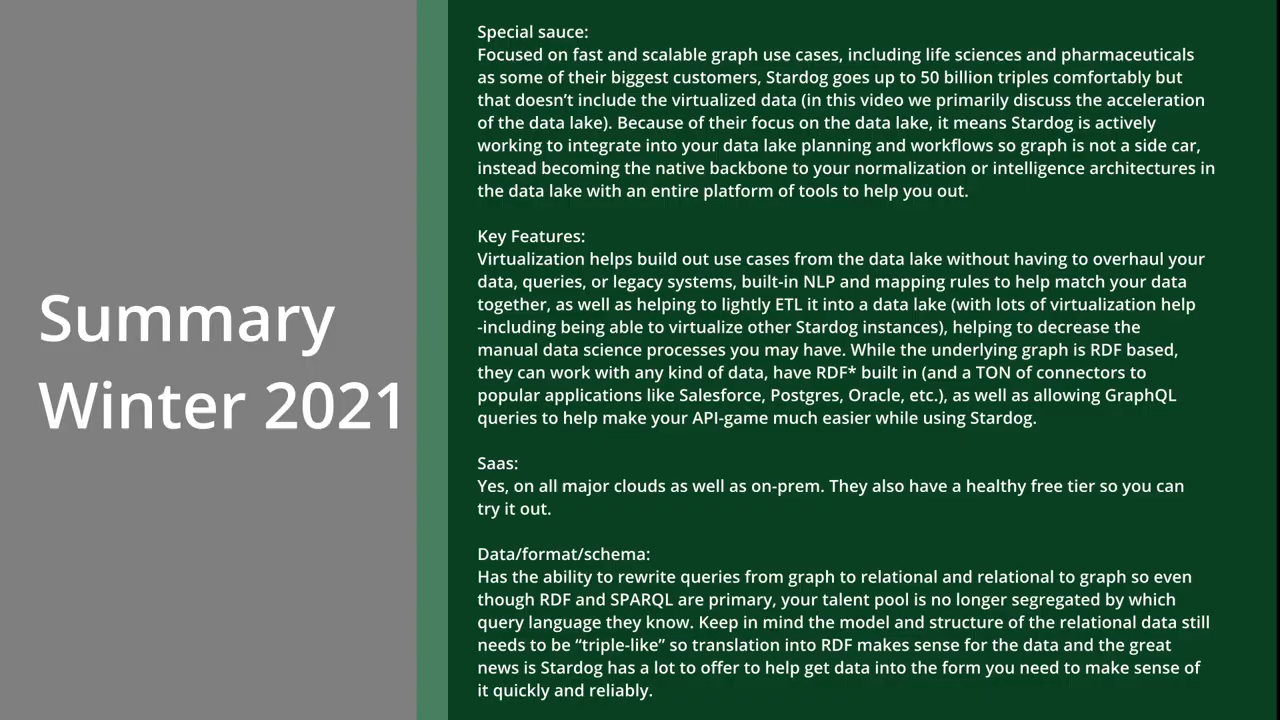 Summary
Winter 2021
Special sauce:
Focused on fast and scalable graph use cases, including life sciences and pharmaceuticals
as some of their biggest customers, Stardog goes up to 50 billion triples comfortably but
that doesn’t include the virtualized data (in this video we primarily discuss the acceleration
of the data lake). Because of their focus on the data lake, it means Stardog is actively
working to integrate into your data lake planning and workflows so graph is not a side car,
instead becoming the native backbone to your normalization or intelligence architectures in
the data lake with an entire platform of tools to help you out.
Key Features:
Virtualization helps build out use cases from the data lake without having to overhaul your
data, queries, or legacy systems, built-in NLP and mapping rules to help match your data
together, as well as helping to lightly ETL it into a data lake (with lots of virtualization help
-including being able to virtualize other Stardog instances), helping to decrease the
manual data science processes you may have. While the underlying graph is RDF based,
they can work with any kind of data, have RDF* built in (and a TON of connectors to
popular applications like Salesforce, Postgres, Oracle, etc.), as well as allowing GraphQL
queries to help make your API-game much easier while using Stardog.
Saas:
Yes, on all major clouds as well as on-prem. They also have a healthy free tier so you can
try it out.
Data/format/schema:
Has the ability to rewrite queries from graph to relational and relational to graph so even
though RDF and SPARQL are primary, your talent pool is no longer segregated by which
query language they know. Keep in mind the model and structure of the relational data still
needs to be “triple-like” so translation into RDF makes sense for the data and the great
news is Stardog has a lot to offer to help get data into the form you need to make sense of
it quickly and reliably.